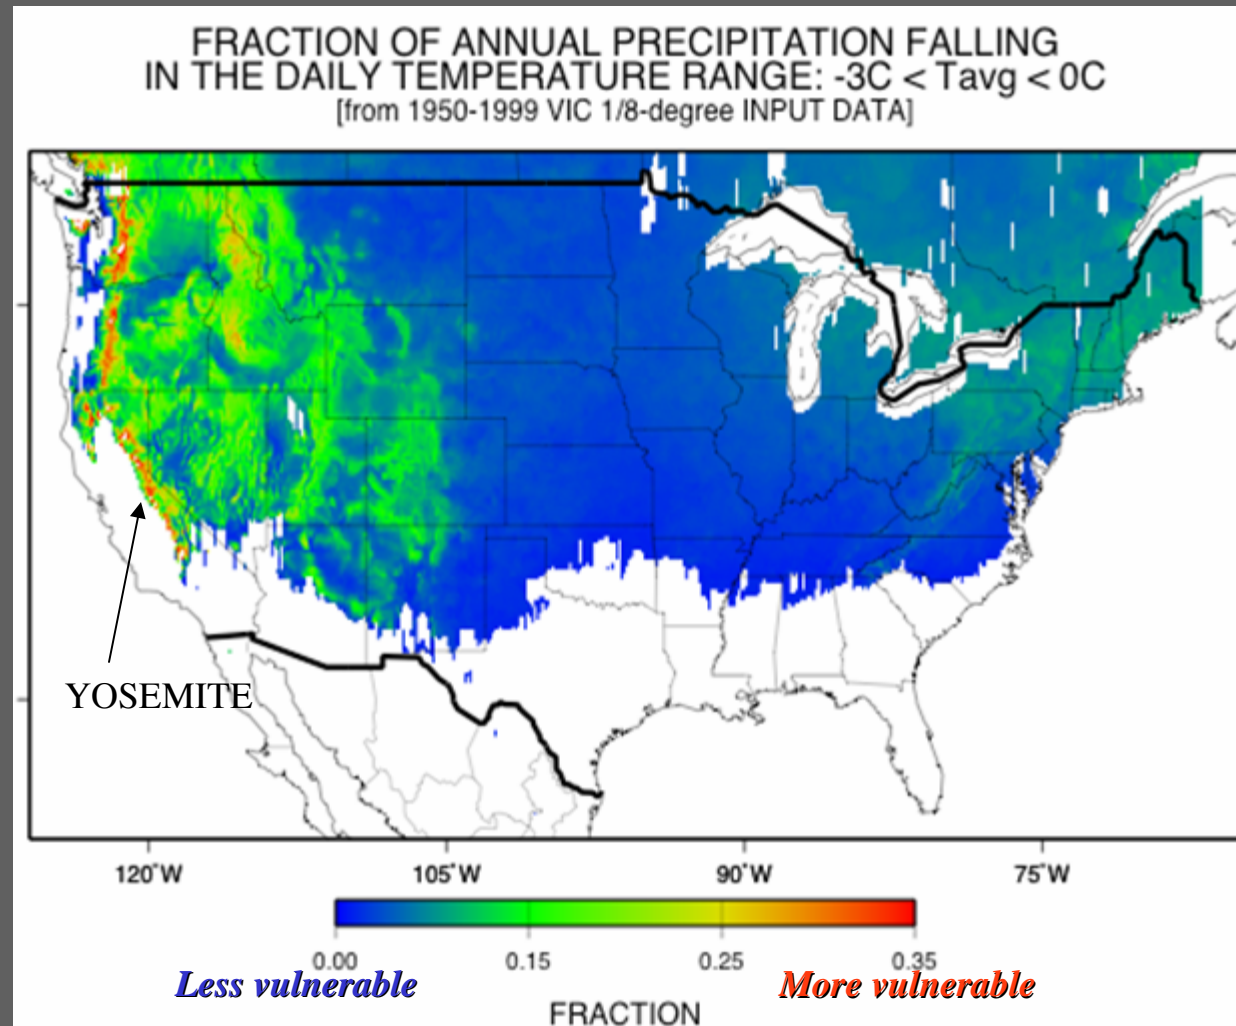 FRACTION OF ANNUAL PRECIPITATION FALLING
IN THE DAILY TEMPERATURE RANGE: -3C < Tavg < 0C
[from 1950-1999 VIC 1/8-degree INPUT DATA]
YOSEMITE
120°W 105°W 90°W 75°W
0.00 0.15 0.25 0.35
Less vulnerable More vulnerable
FRACTION